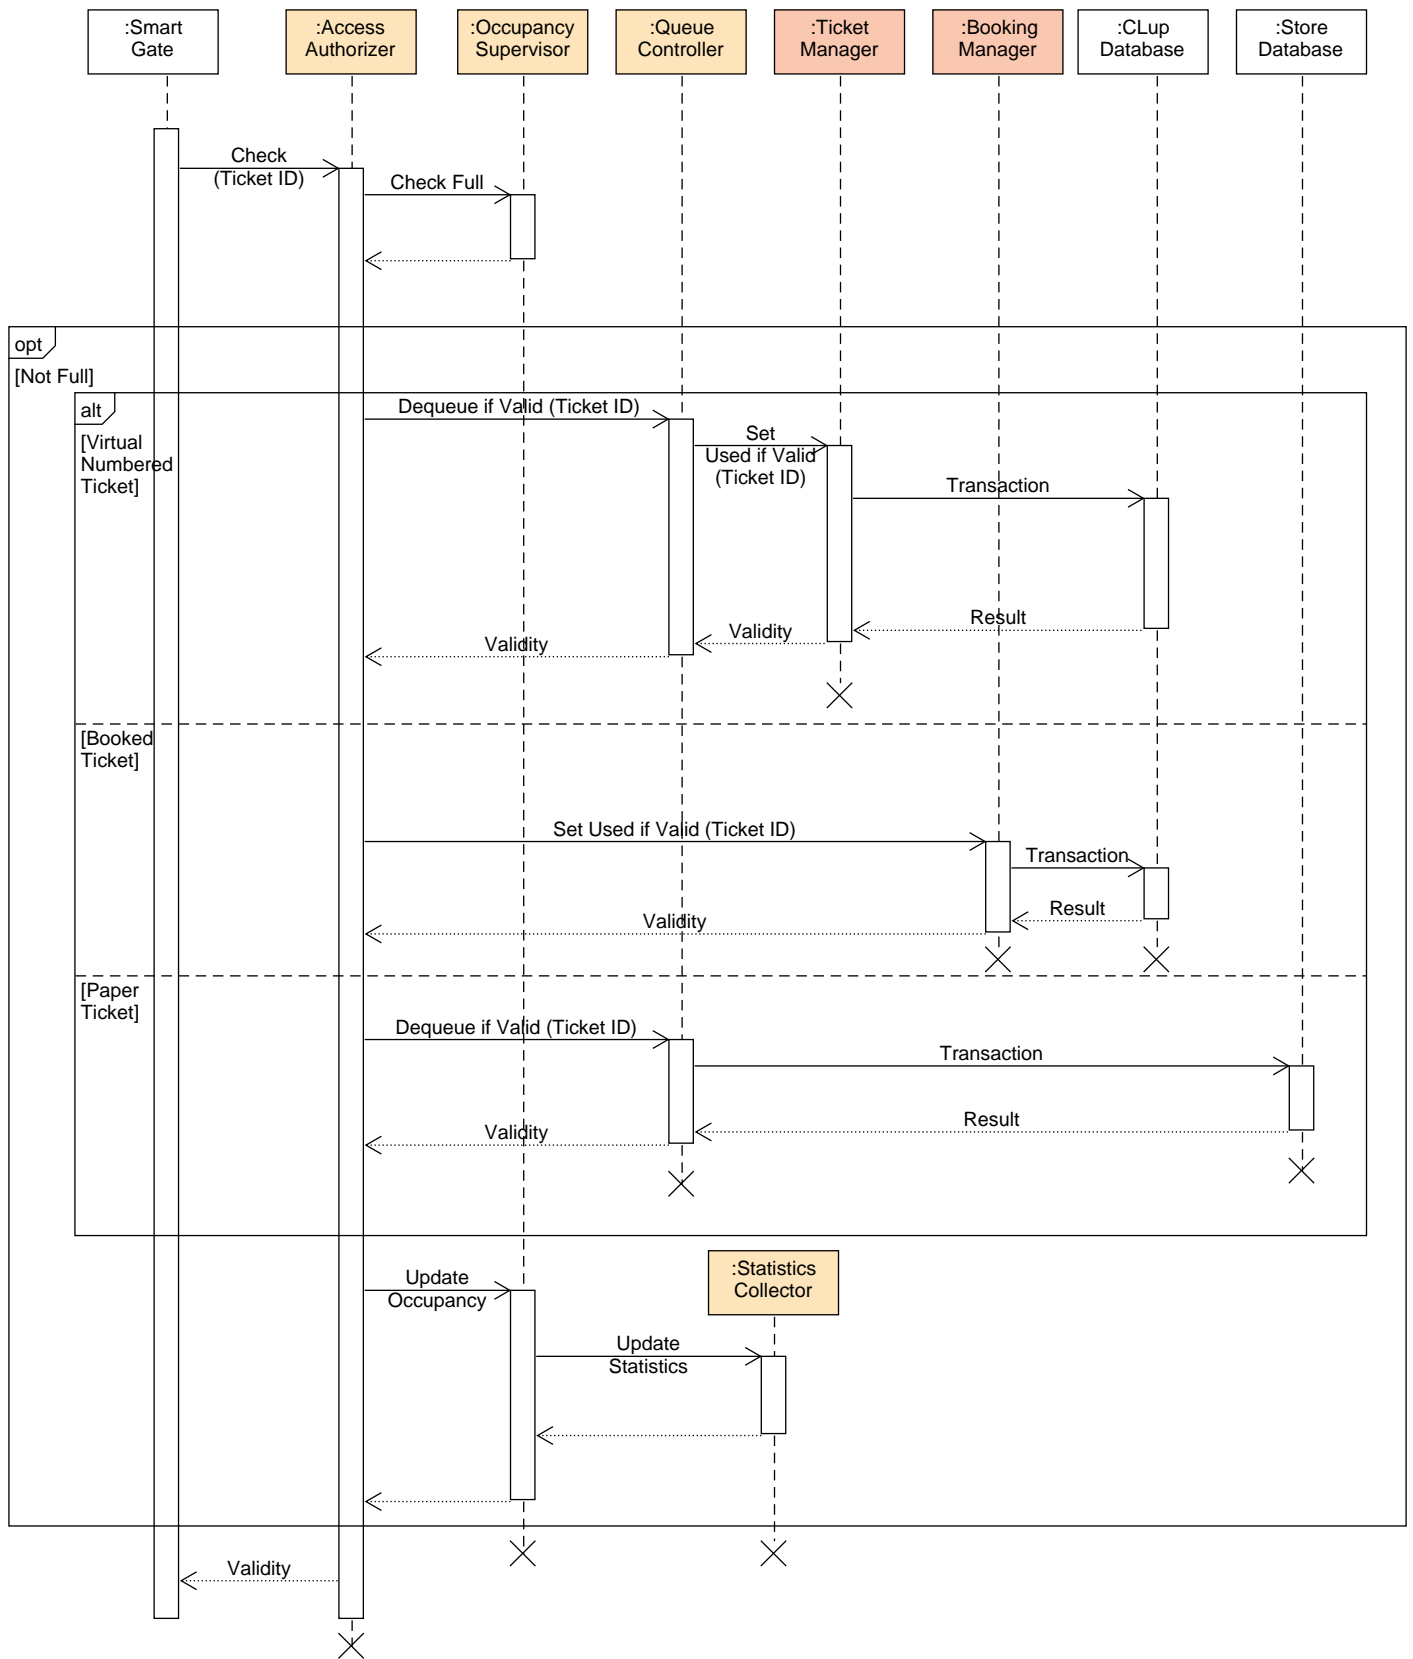 :Smart
Gate
:Access
Authorizer
:Occupancy
Supervisor
:Queue
Controller
:Ticket
Manager
:Booking
Manager
:CLup
Database
:Store
Database
Check
(Ticket ID)
Check Full
opt
[Not Full]
alt
Dequeue if Valid (Ticket ID)
[Virtual
Numbered
Ticket]
Set
Used if Valid
(Ticket ID)
Transaction
Result
Validity
Validity
[Booked
Ticket]
Set Used if Valid (Ticket ID)
Transaction
Result
Validity
[Paper
Ticket]
Dequeue if Valid (Ticket ID)
Transaction
Result
Validity
:Statistics
Collector
Update
Occupancy
Update
Statistics
Validity